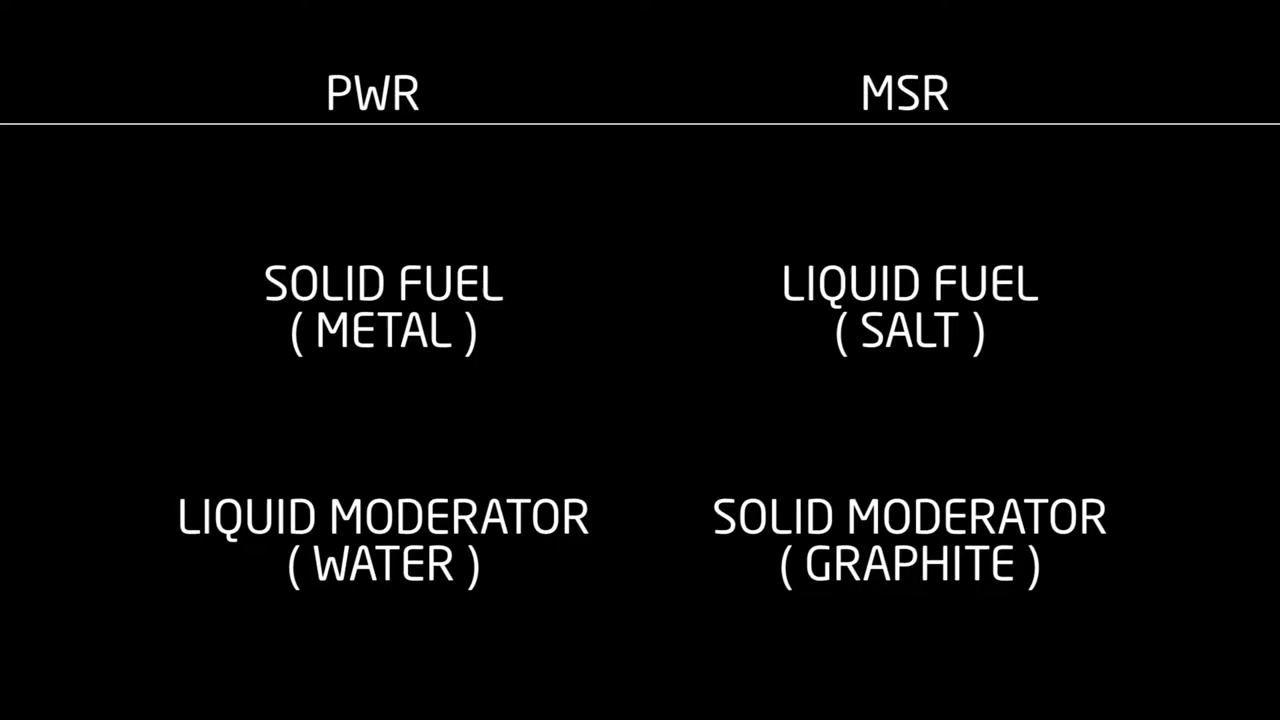 PWR
MSR
SOLID FUEL
( METAL )
LIQUID FUEL
( SALT )
LIQUID MODERATOR
( WATER )
SOLID MODERATOR
( GRAPHITE )